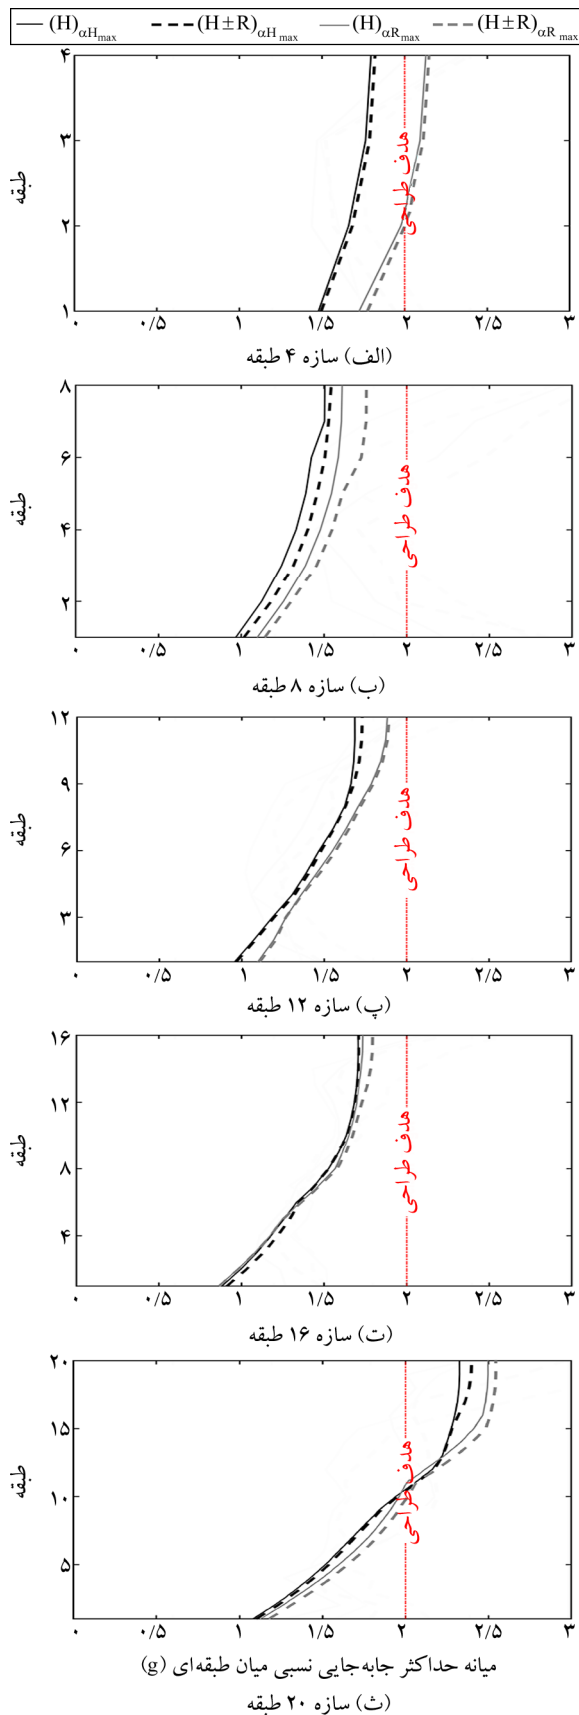 (H)αHmax (H±R)αHmax (H)αRmax (H±R)αRmax
۴
۳
۲
۱
طبقه
هدف طراحی
۰ ۰/۵ ۱ ۱/۵ ۲ ۲/۵ ۳
(الف) سازه ۴ طبقه
۸
۶
۴
۲
طبقه
هدف طراحی
۰ ۰/۵ ۱ ۱/۵ ۲ ۲/۵ ۳
(ب) سازه ۸ طبقه
۱۲
۹
۶
۳
طبقه
هدف طراحی
۰ ۰/۵ ۱ ۱/۵ ۲ ۲/۵ ۳
(پ) سازه ۱۲ طبقه
۱۶
۱۲
۸
۴
طبقه
هدف طراحی
۰ ۰/۵ ۱ ۱/۵ ۲ ۲/۵ ۳
(ت) سازه ۱۶ طبقه
۲۰
۱۵
۱۰
۵
طبقه
هدف طراحی
۰ ۰/۵ ۱ ۱/۵ ۲ ۲/۵ ۳
میانه حداکثر جابه‌جایی نسبی میان طبقه‌ای (g)
(ث) سازه ۲۰ طبقه